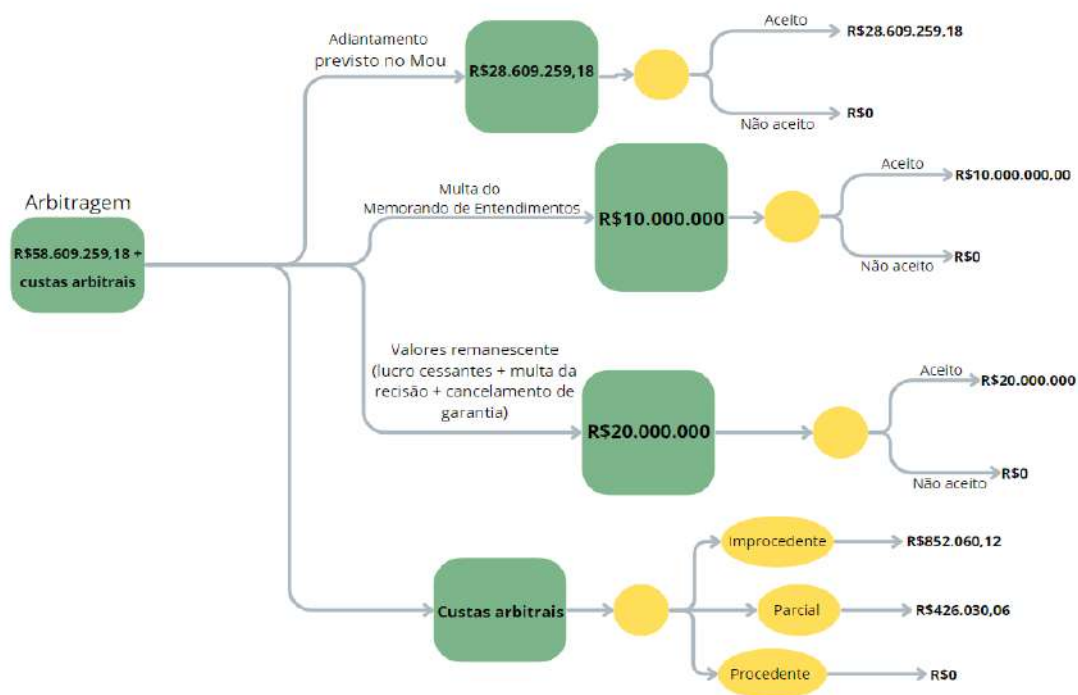 Aceito
R$28.609.259,18
Adiantamento
previsto no Mou
R$28.609.259,18
R$0
Não aceito
Aceito
R$10.000.000,00
Multa do
Memorando de Entendimentos
R$10.000.000
Arbitragem
R$58.609.259,18 +
custas arbitrais
R$0
Não aceito
Valores remanescente
(lucro cessantes + multa da
recisão + cancelamento de
garantia)
Aceito
R$20.000.000
R$20.000.000
R$0
Não aceito
Improcedente
R$852.060,12
Custas arbitrais
Parcial
R$426.030,06
Procedente
R$0